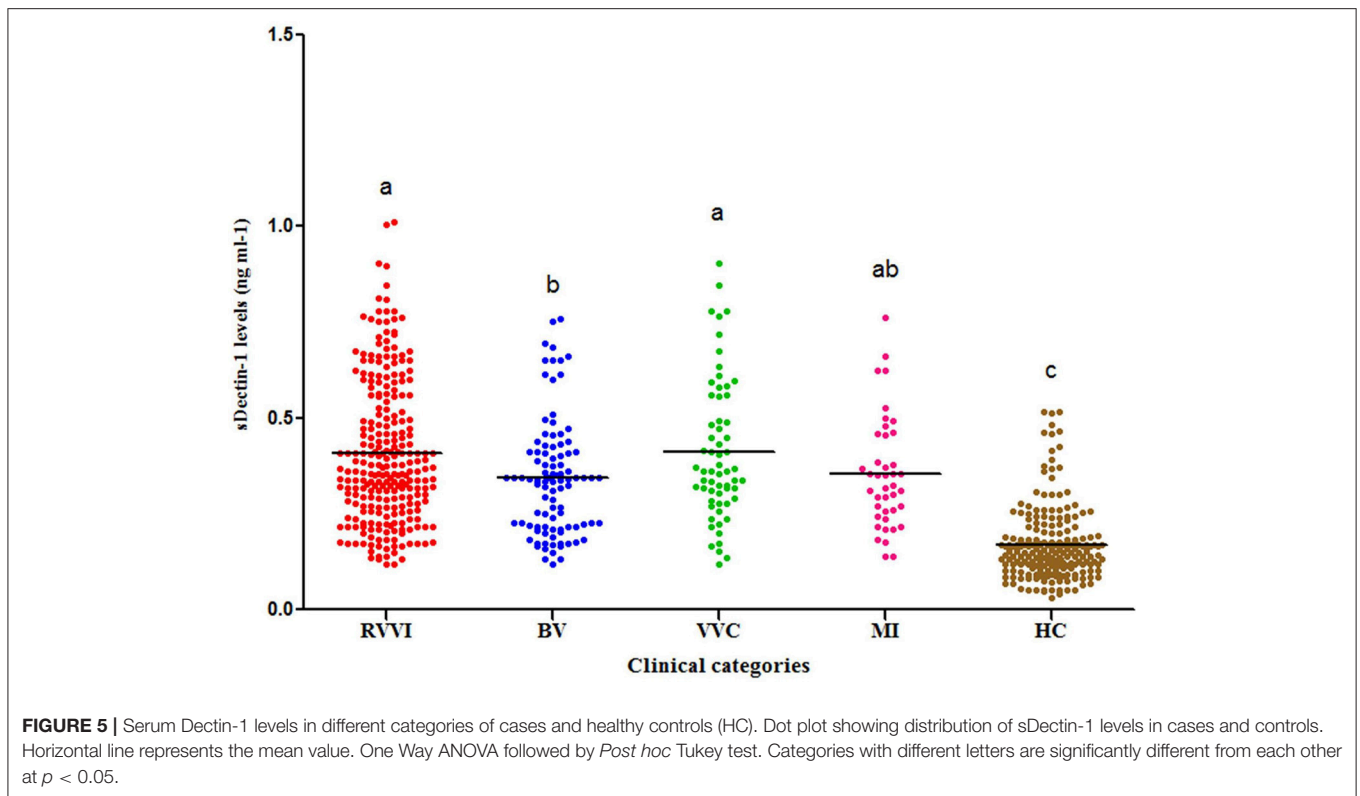 1.5
1.0
0.5
0.0
sDectin-1 levels (ng ml-1)
a
b
a
ab
c
RVVI BV VVC MI HC
Clinical categories
FIGURE 5 | Serum Dectin-1 levels in different categories of cases and healthy controls (HC). Dot plot showing distribution of sDectin-1 levels in cases and controls.
Horizontal line represents the mean value. One Way ANOVA followed by Post hoc Tukey test. Categories with different letters are significantly different from each other
at p < 0.05.